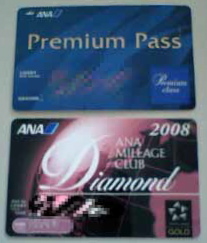 ANA
Premium Pass
Premium
class
ANA
2008
ANA
MILEAGE
CLUB
Diamond
GOLD